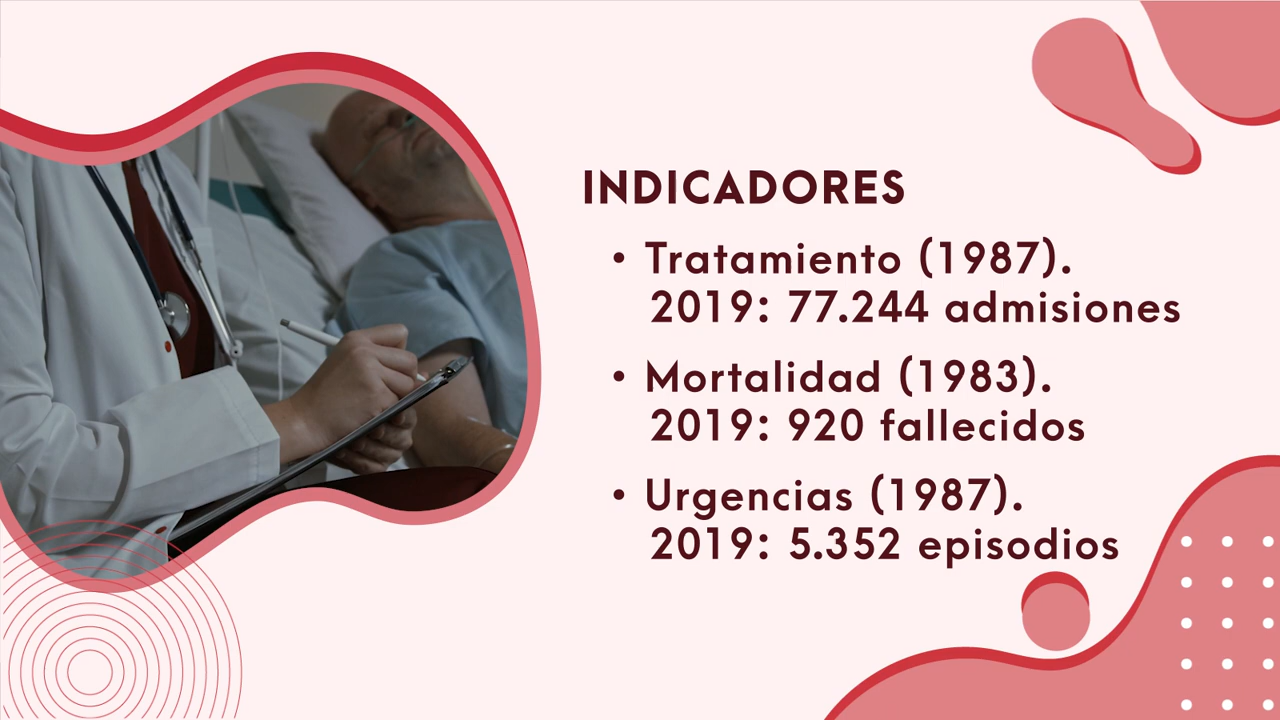 INDICADORES
• Tratamiento (1987).
2019: 77.244 admisiones
• Mortalidad (1983).
2019: 920 fallecidos
• Urgencias (1987).
2019: 5.352 episodios